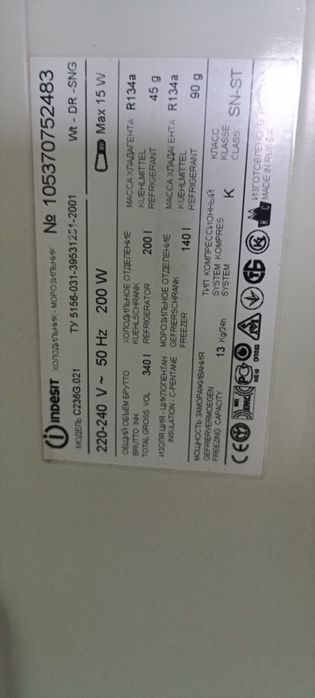 INDESIT ХОЛОДИЛЬНИК МОРОЗИЛЬНИК № 105370752483
МОДЕЛЬ C236G.021 ТУ 5156-031-39531251-2001 Wt - DR -SNG
220-240 V ~ 50 Hz 200 W Max 15 W
ОБЩИЙ ОБЪЕМ БРУТТО ХОЛОДИЛЬНОЕ ОТДЕЛЕНИЕ МАССА ХЛАДАГЕНТА R134a
BRUTTO INH KUEHLSCHRANK KUEHLMITTEL
TOTAL GROSS VOL 340 l REFRIGERATOR 200 l REFRIGERANT 45 g
ИЗОЛЯЦИЯ - ЦИКЛОПЕНТАН МОРОЗИЛЬНОЕ ОТДЕЛЕНИЕ МАССА ХЛАДАГЕНТА R134a
INSULATION : C-PENTANE GEFRIERSCHRANK KUEHLMITTEL
FREEZER 140 l REFRIGERANT 90 g
МОЩНОСТЬ ЗАМОРАЖИВАНИЯ ТИП КОМПРЕССИОННЫЙ КЛАСС
GEFRIERVERMOEGEN SYSTEM KOMPRES KLASSE
FREEZING CAPACITY 13 Kg/24h SYSTEM K CLASS SN-ST
CE PC
ИЗГОТОВЛЕНО В
MADE IN RUSSIA